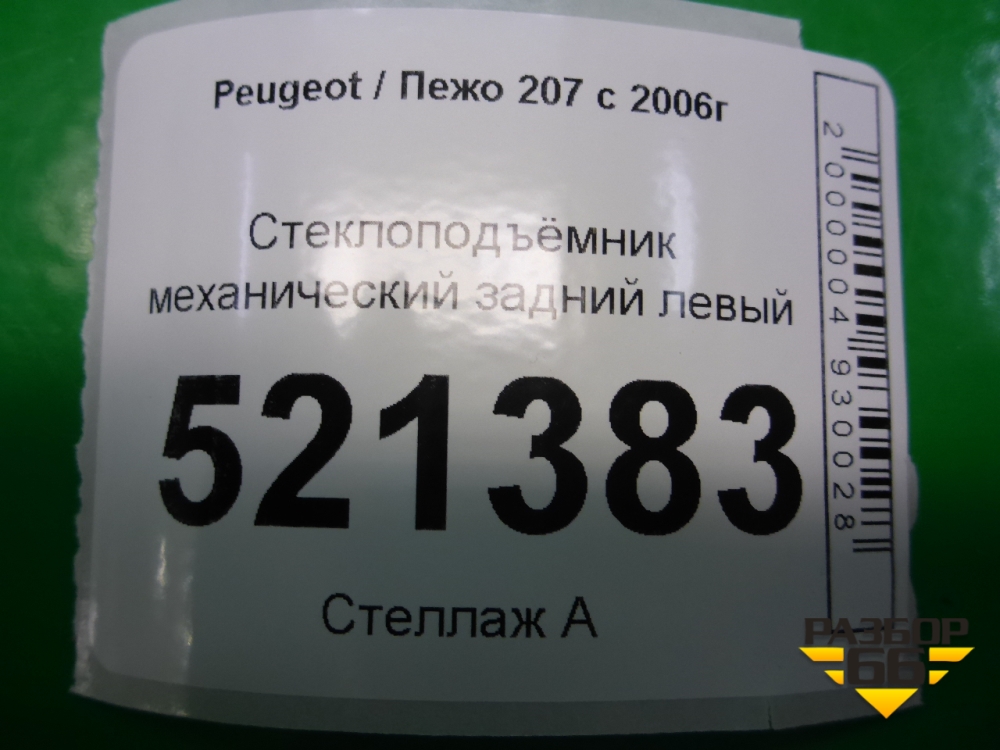 Peugeot / Пежо 207 с 2006г
Стеклоподъёмник
механический задний левый
521383
Стеллаж А
2000004930028
РАЗБОР
66